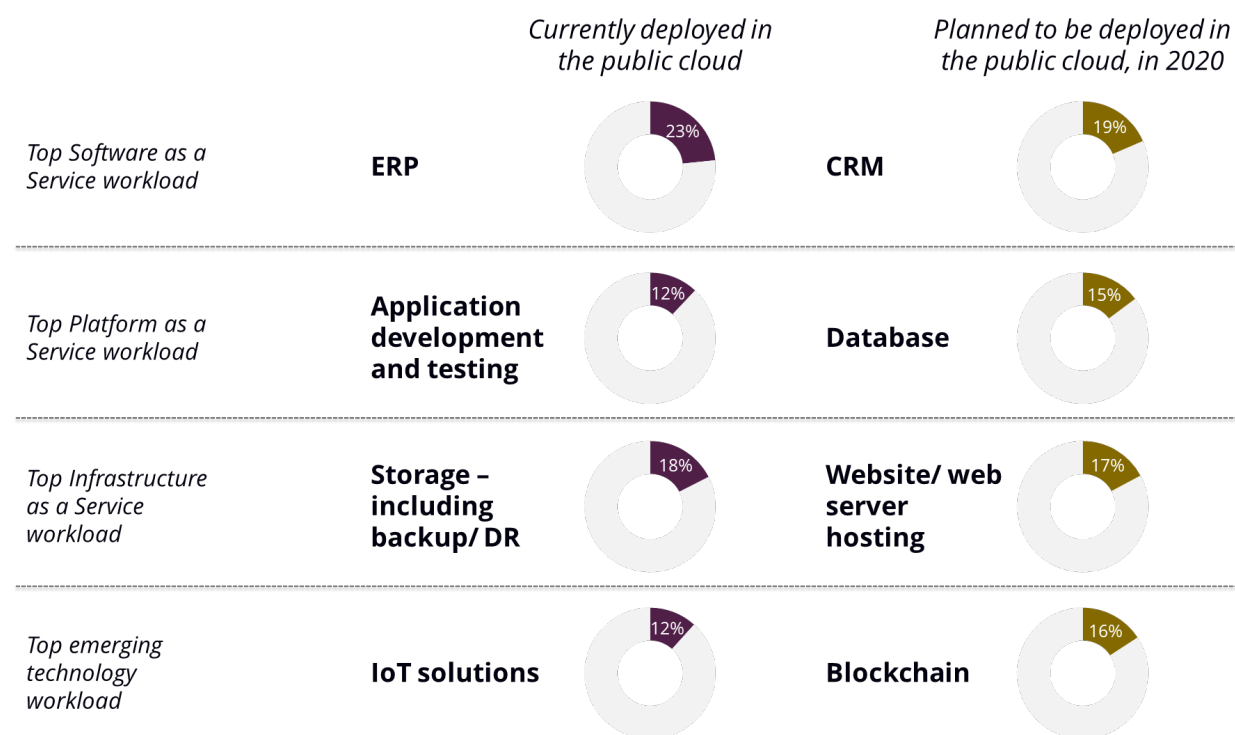 Currently deployed in
the public cloud
Planned to be deployed in
the public cloud, in 2020
Top Software as a
Service workload
ERP
23%
CRM
19%
Top Platform as a
Service workload
Application
development
and testing
12%
Database
15%
Top Infrastructure
as a Service
workload
Storage –
including
backup/ DR
18%
Website/ web
server
hosting
17%
Top emerging
technology
workload
IoT solutions
12%
Blockchain
16%